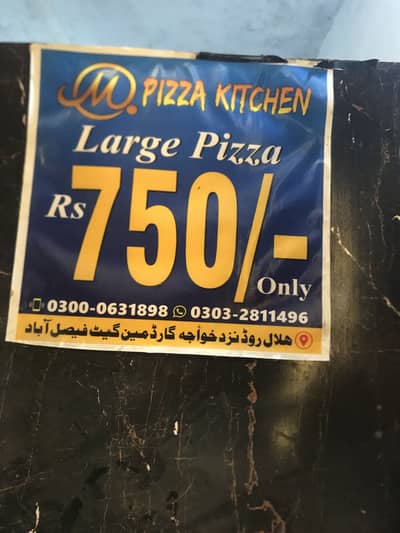 M. PIZZA KITCHEN
Large Pizza
Rs 750/- Only
0300-0631898 0303-2811496
ھلال روڈ نزد خواجہ گارڈ مین گیٹ فیصل آباد